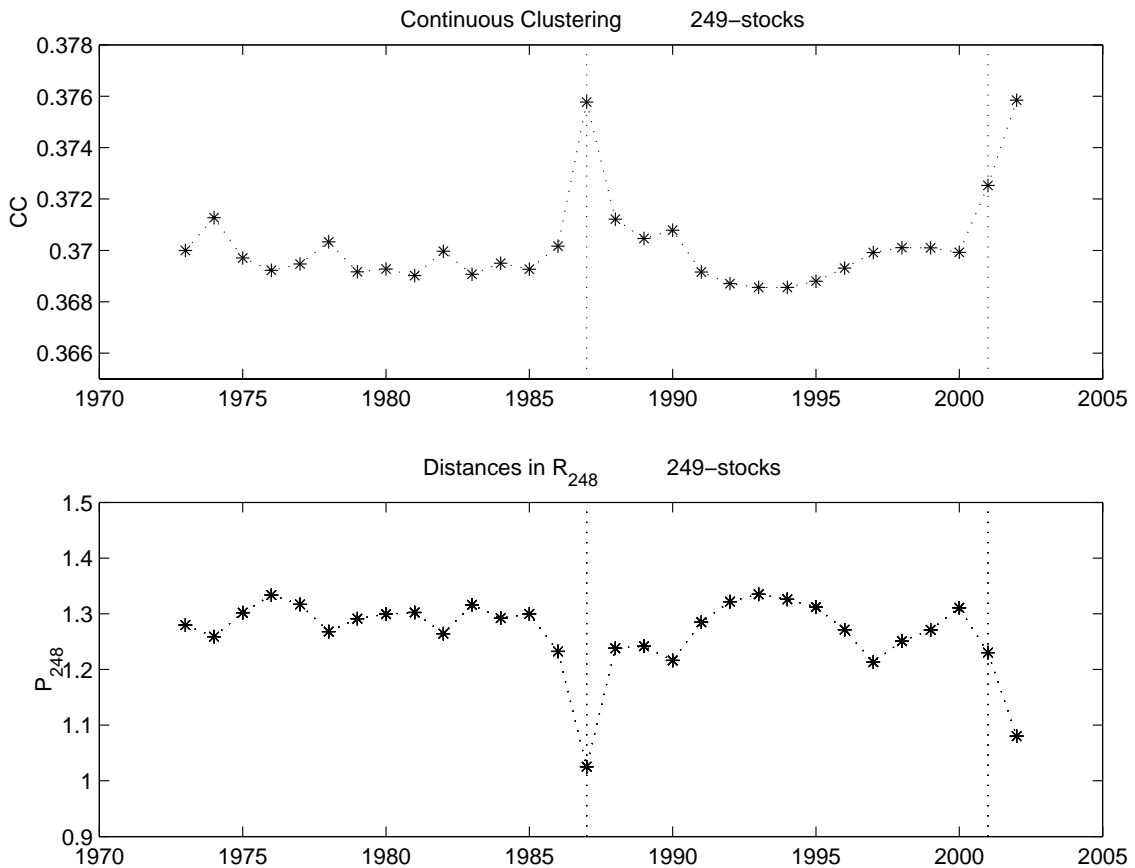 Continuous Clustering 249−stocks
0.378
0.376
0.374
0.372
0.37
0.368
0.366
CC
1970 1975 1980 1985 1990 1995 2000 2005
Distances in R_248 249−stocks
1.5
1.4
1.3
1.2
1.1
1
0.9
P_248
1970 1975 1980 1985 1990 1995 2000 2005